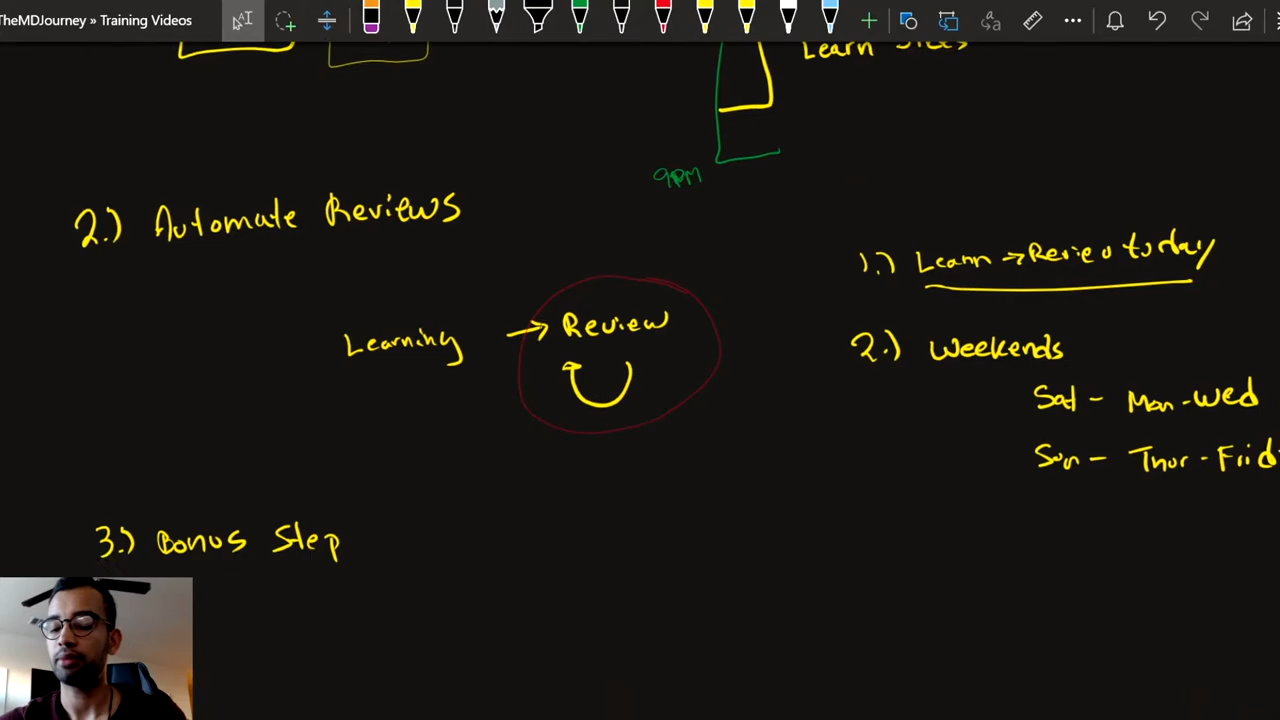 TheMDJourney » Training Videos
Learn
9PM
2.) Automate Reviews
1.) Learn → Review today
Learning → Review
2.) Weekends
Sat - Mon-Wed
Sun - Thur - Frid
3.) Bonus Step